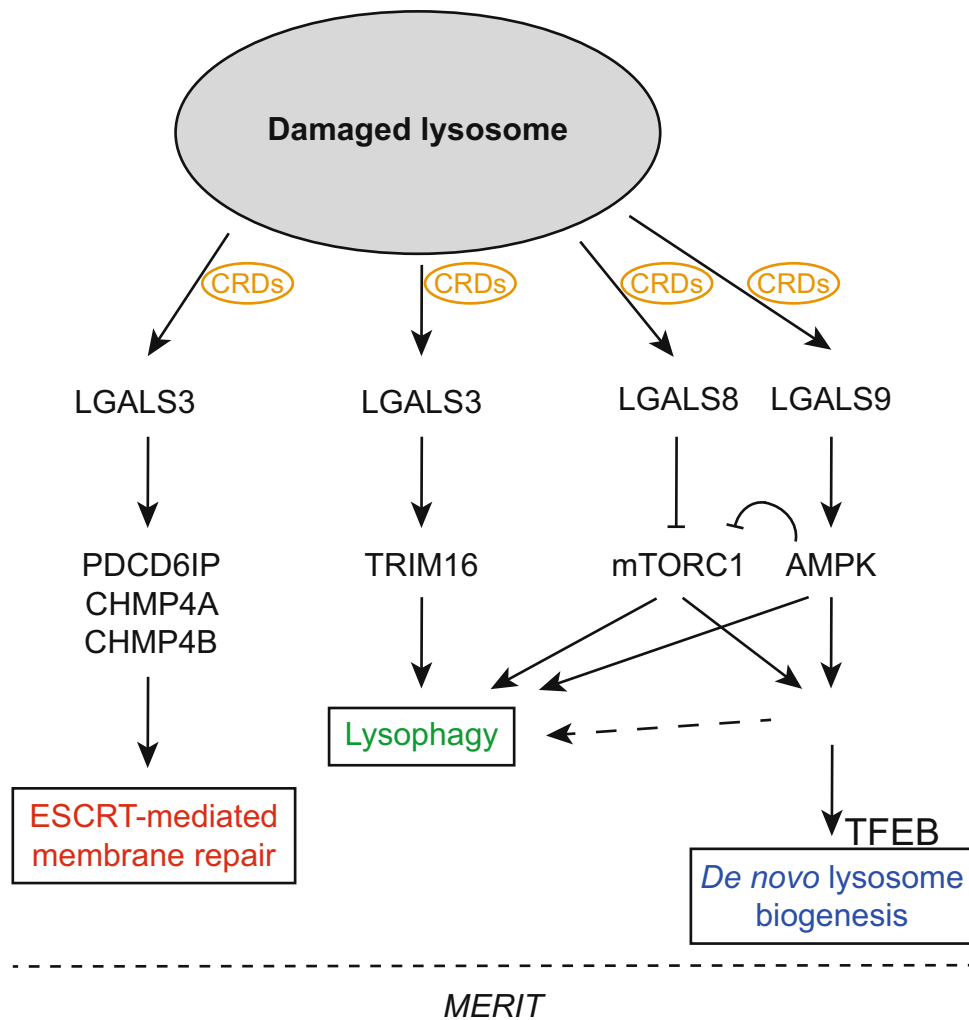 Damaged lysosome
CRDs
CRDs
CRDs
CRDs
LGALS3
LGALS3
LGALS8
LGALS9
PDCD6IP
CHMP4A
CHMP4B
TRIM16
mTORC1
AMPK
Lysophagy
ESCRT-mediated
membrane repair
TFEB
De novo lysosome
biogenesis
MERIT